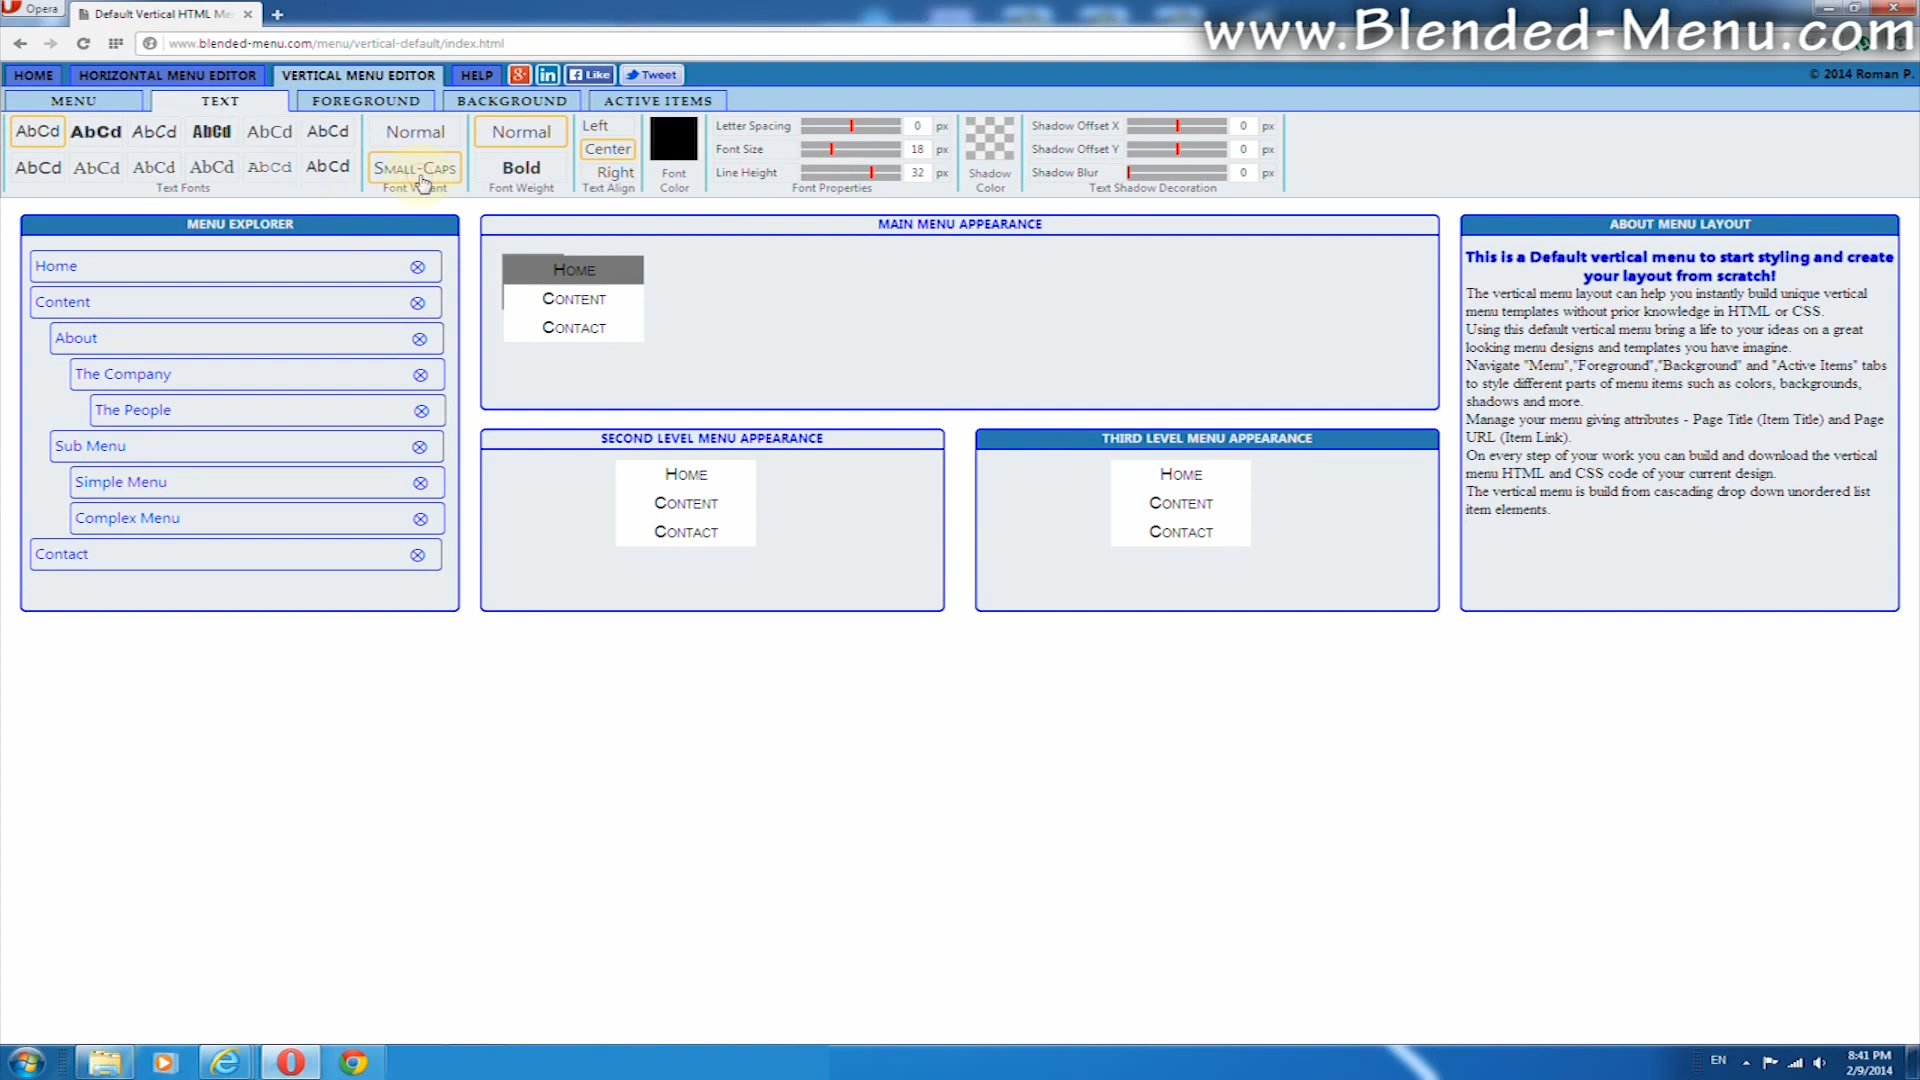 Opera
Default Vertical HTML Me
www.blended-menu.com/menu/vertical-default/index.html
www.Blended-Menu.com
HOME
HORIZONTAL MENU EDITOR
VERTICAL MENU EDITOR
HELP
Like
Tweet
© 2014 Roman P.
MENU
TEXT
FOREGROUND
BACKGROUND
ACTIVE ITEMS
AbCd AbCd AbCd AbCd AbCd AbCd
AbCd AbCd AbCd AbCd AbCd AbCd
Text Fonts
Normal
Small-Caps
Font Variant
Normal
Bold
Font Weight
Left
Center
Right
Text Align
Font
Color
Letter Spacing 0 px
Font Size 18 px
Line Height 32 px
Font Properties
Shadow
Color
Shadow Offset X 0 px
Shadow Offset Y 0 px
Shadow Blur 0 px
Text Shadow Decoration
MENU EXPLORER
Home
Content
About
The Company
The People
Sub Menu
Simple Menu
Complex Menu
Contact
MAIN MENU APPEARANCE
Home
Content
Contact
SECOND LEVEL MENU APPEARANCE
Home
Content
Contact
THIRD LEVEL MENU APPEARANCE
Home
Content
Contact
ABOUT MENU LAYOUT
This is a Default vertical menu to start styling and create
your layout from scratch!
The vertical menu layout can help you instantly build unique vertical
menu templates without prior knowledge in HTML or CSS.
Using this default vertical menu bring a life to your ideas on a great
looking menu designs and templates you have imagine.
Navigate "Menu","Foreground","Background" and "Active Items" tabs
to style different parts of menu items such as colors, backgrounds,
shadows and more.
Manage your menu giving attributes - Page Title (Item Title) and Page
URL (Item Link).
On every step of your work you can build and download the vertical
menu HTML and CSS code of your current design.
The vertical menu is build from cascading drop down unordered list
item elements.
EN
8:41 PM
2/9/2014